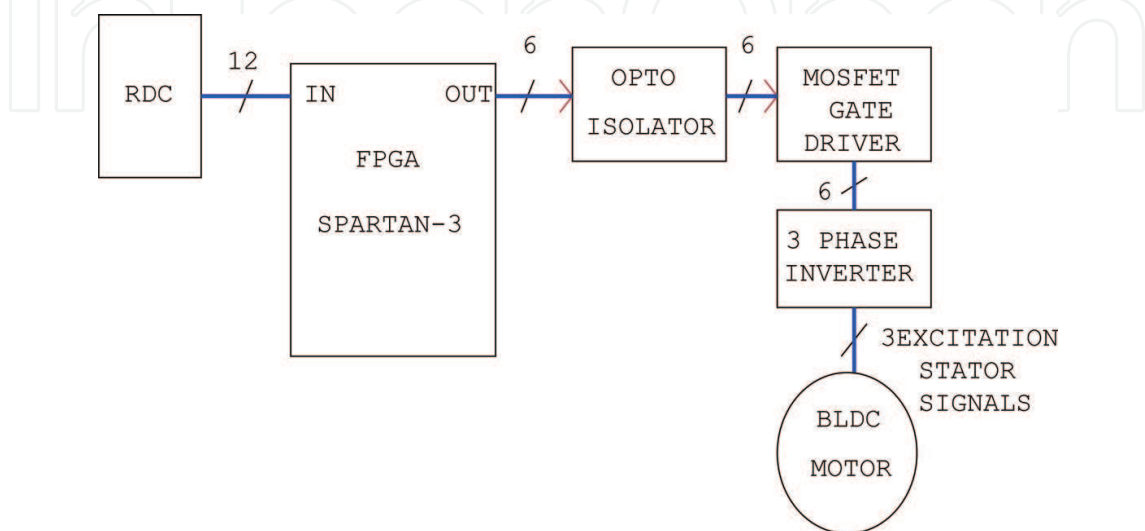 RDC
12
IN
OUT
FPGA
SPARTAN-3
6
OPTO
ISOLATOR
6
MOSFET
GATE
DRIVER
6
3 PHASE
INVERTER
3EXCITATION
STATOR
SIGNALS
BLDC
MOTOR